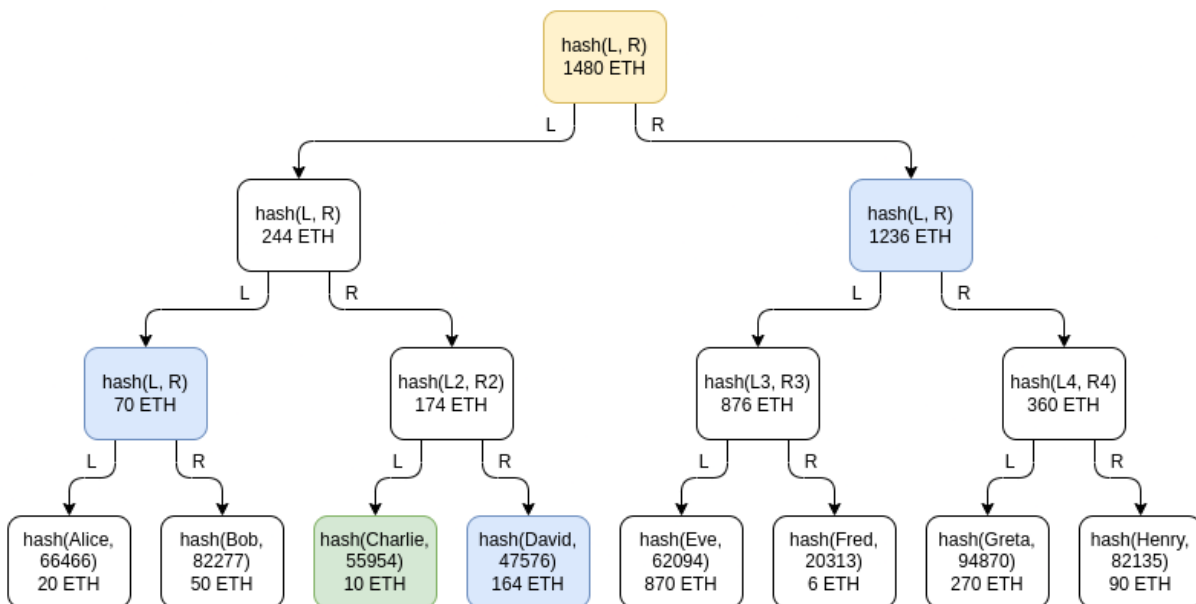 hash(L, R)
1480 ETH
L
R
hash(L, R)
244 ETH
hash(L, R)
1236 ETH
L
R
L
R
hash(L, R)
70 ETH
hash(L2, R2)
174 ETH
hash(L3, R3)
876 ETH
hash(L4, R4)
360 ETH
L
R
L
R
L
R
L
R
hash(Alice,
66466)
20 ETH
hash(Bob,
82277)
50 ETH
hash(Charlie,
55954)
10 ETH
hash(David,
47576)
164 ETH
hash(Eve,
62094)
870 ETH
hash(Fred,
20313)
6 ETH
hash(Greta,
94870)
270 ETH
hash(Henry,
82135)
90 ETH